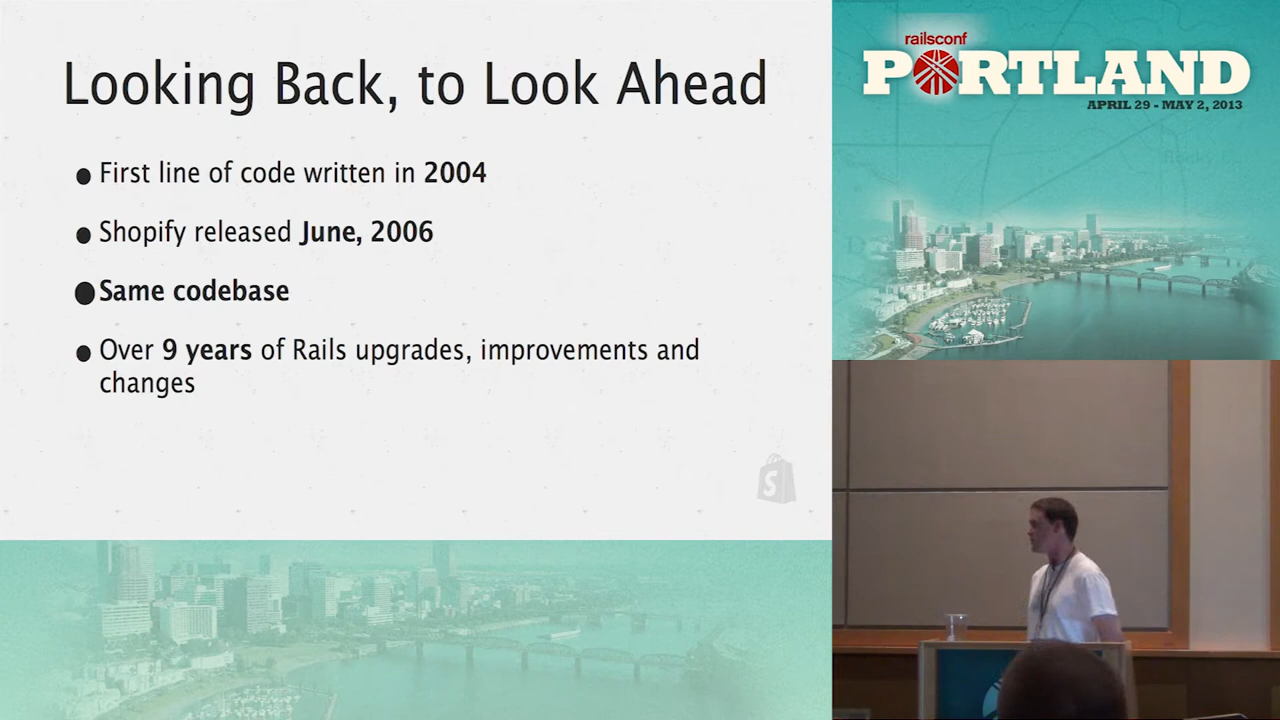 Looking Back, to Look Ahead
● First line of code written in 2004
● Shopify released June, 2006
● Same codebase
● Over 9 years of Rails upgrades, improvements and
changes
S
railsconf
PORTLAND
APRIL 29 - MAY 2, 2013